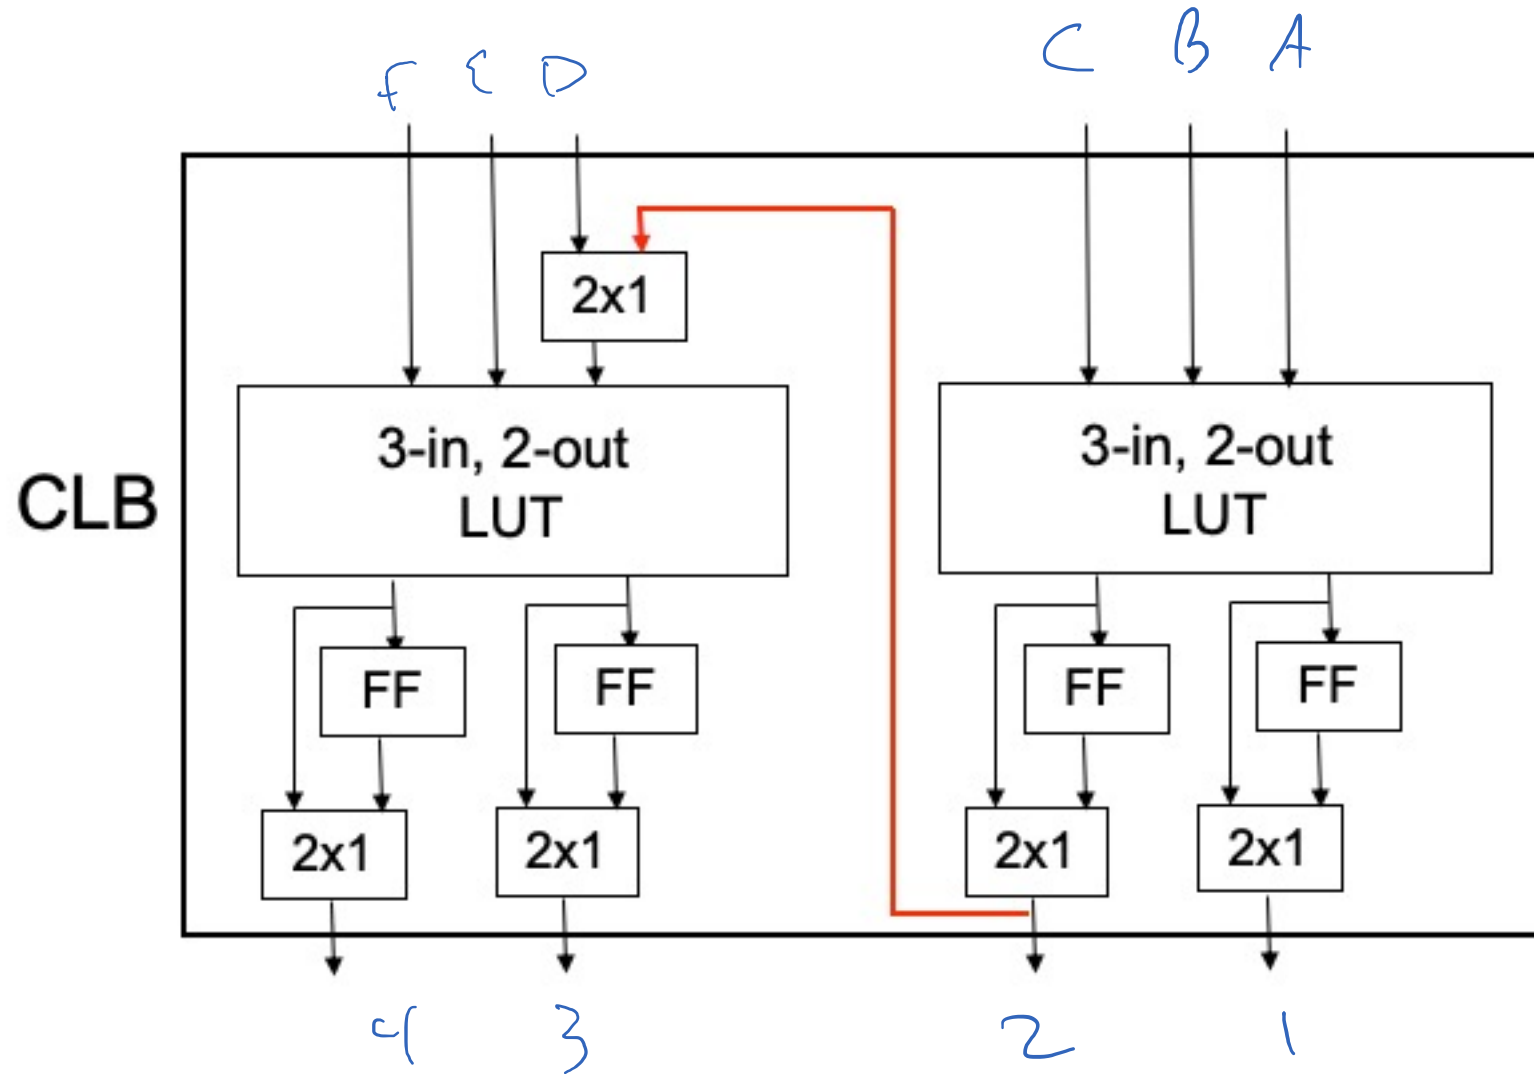 F E D C B A
2x1
3-in, 2-out 3-in, 2-out
CLB LUT LUT
FF FF FF FF
2x1 2x1 2x1 2x1
4 3 2 1